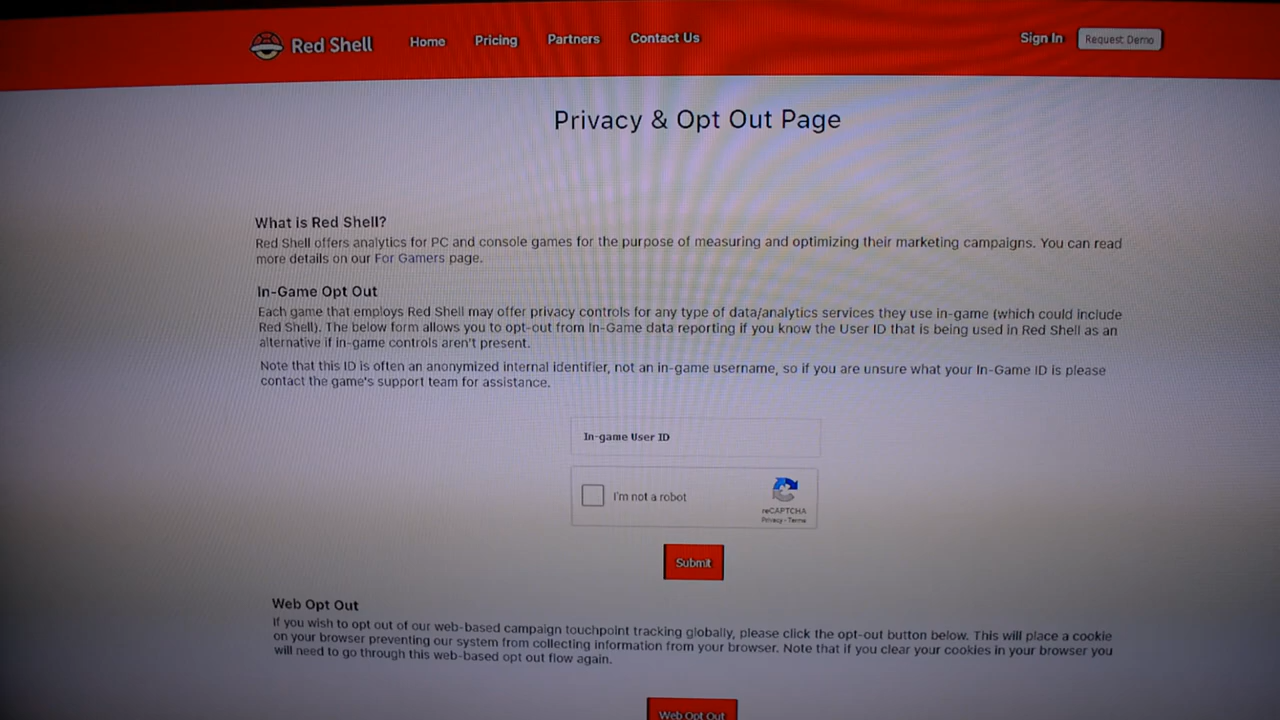 Red Shell Home Pricing Partners Contact Us Sign In Request Demo
Privacy & Opt Out Page
What is Red Shell?
Red Shell offers analytics for PC and console games for the purpose of measuring and optimizing their marketing campaigns. You can read
more details on our For Gamers page.
In-Game Opt Out
Each game that employs Red Shell may offer privacy controls for any type of data/analytics services they use in-game (which could include
Red Shell). The below form allows you to opt-out from In-Game data reporting if you know the User ID that is being used in Red Shell as an
alternative if in-game controls aren't present.
Note that this ID is often an anonymized internal identifier, not an in-game username, so if you are unsure what your In-Game ID is please
contact the game's support team for assistance.
In-game User ID
I'm not a robot
reCAPTCHA
Privacy - Terms
Submit
Web Opt Out
If you wish to opt out of our web-based campaign touchpoint tracking globally, please click the opt-out button below. This will place a cookie
on your browser preventing our system from collecting information from your browser. Note that if you clear your cookies in your browser you
will need to go through this web-based opt out flow again.
Web Opt Out